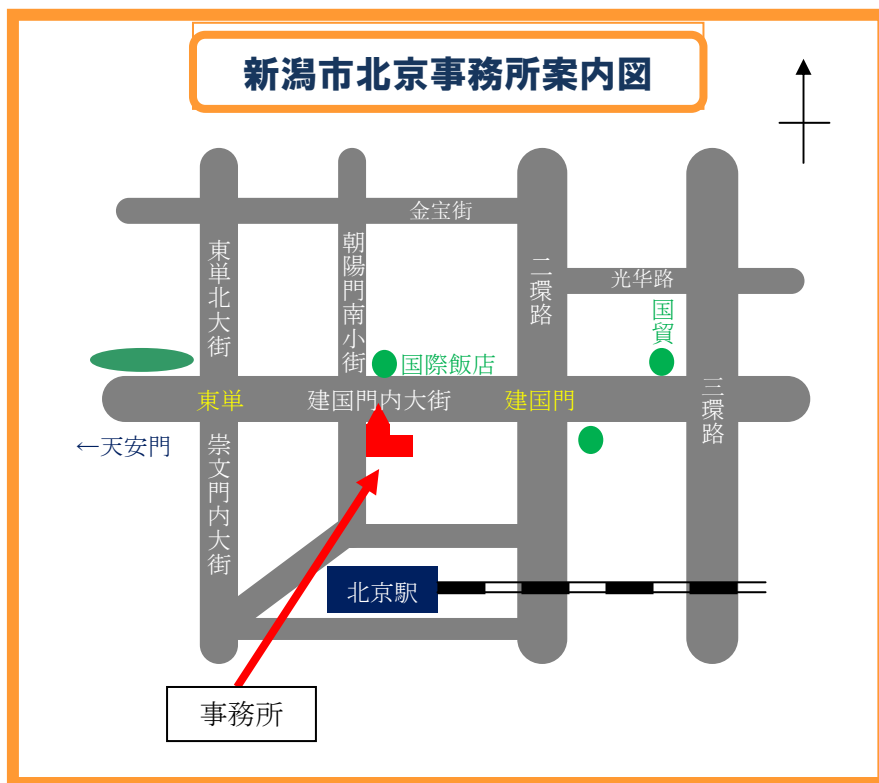 新潟市北京事務所案内図
金宝街
東単北大街
朝陽門南小街
二環路
光华路
国貿
国際飯店
東単
建国門内大街
建国門
三環路
←天安門
崇文門内大街
北京駅
事務所